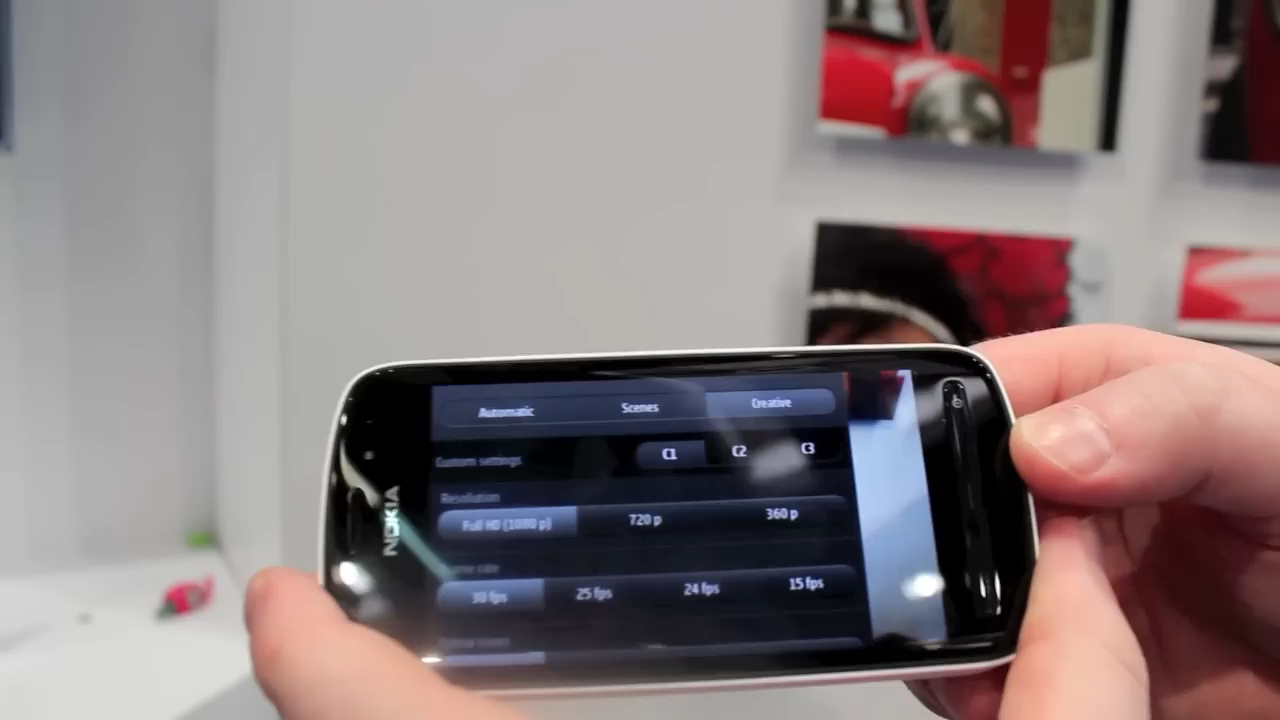 NOKIA
Automatic Scenes Creative
Custom settings C1 C2 C3
Resolution
Full HD (1080 p) 720 p 360 p
rate
30 fps 25 fps 24 fps 15 fps